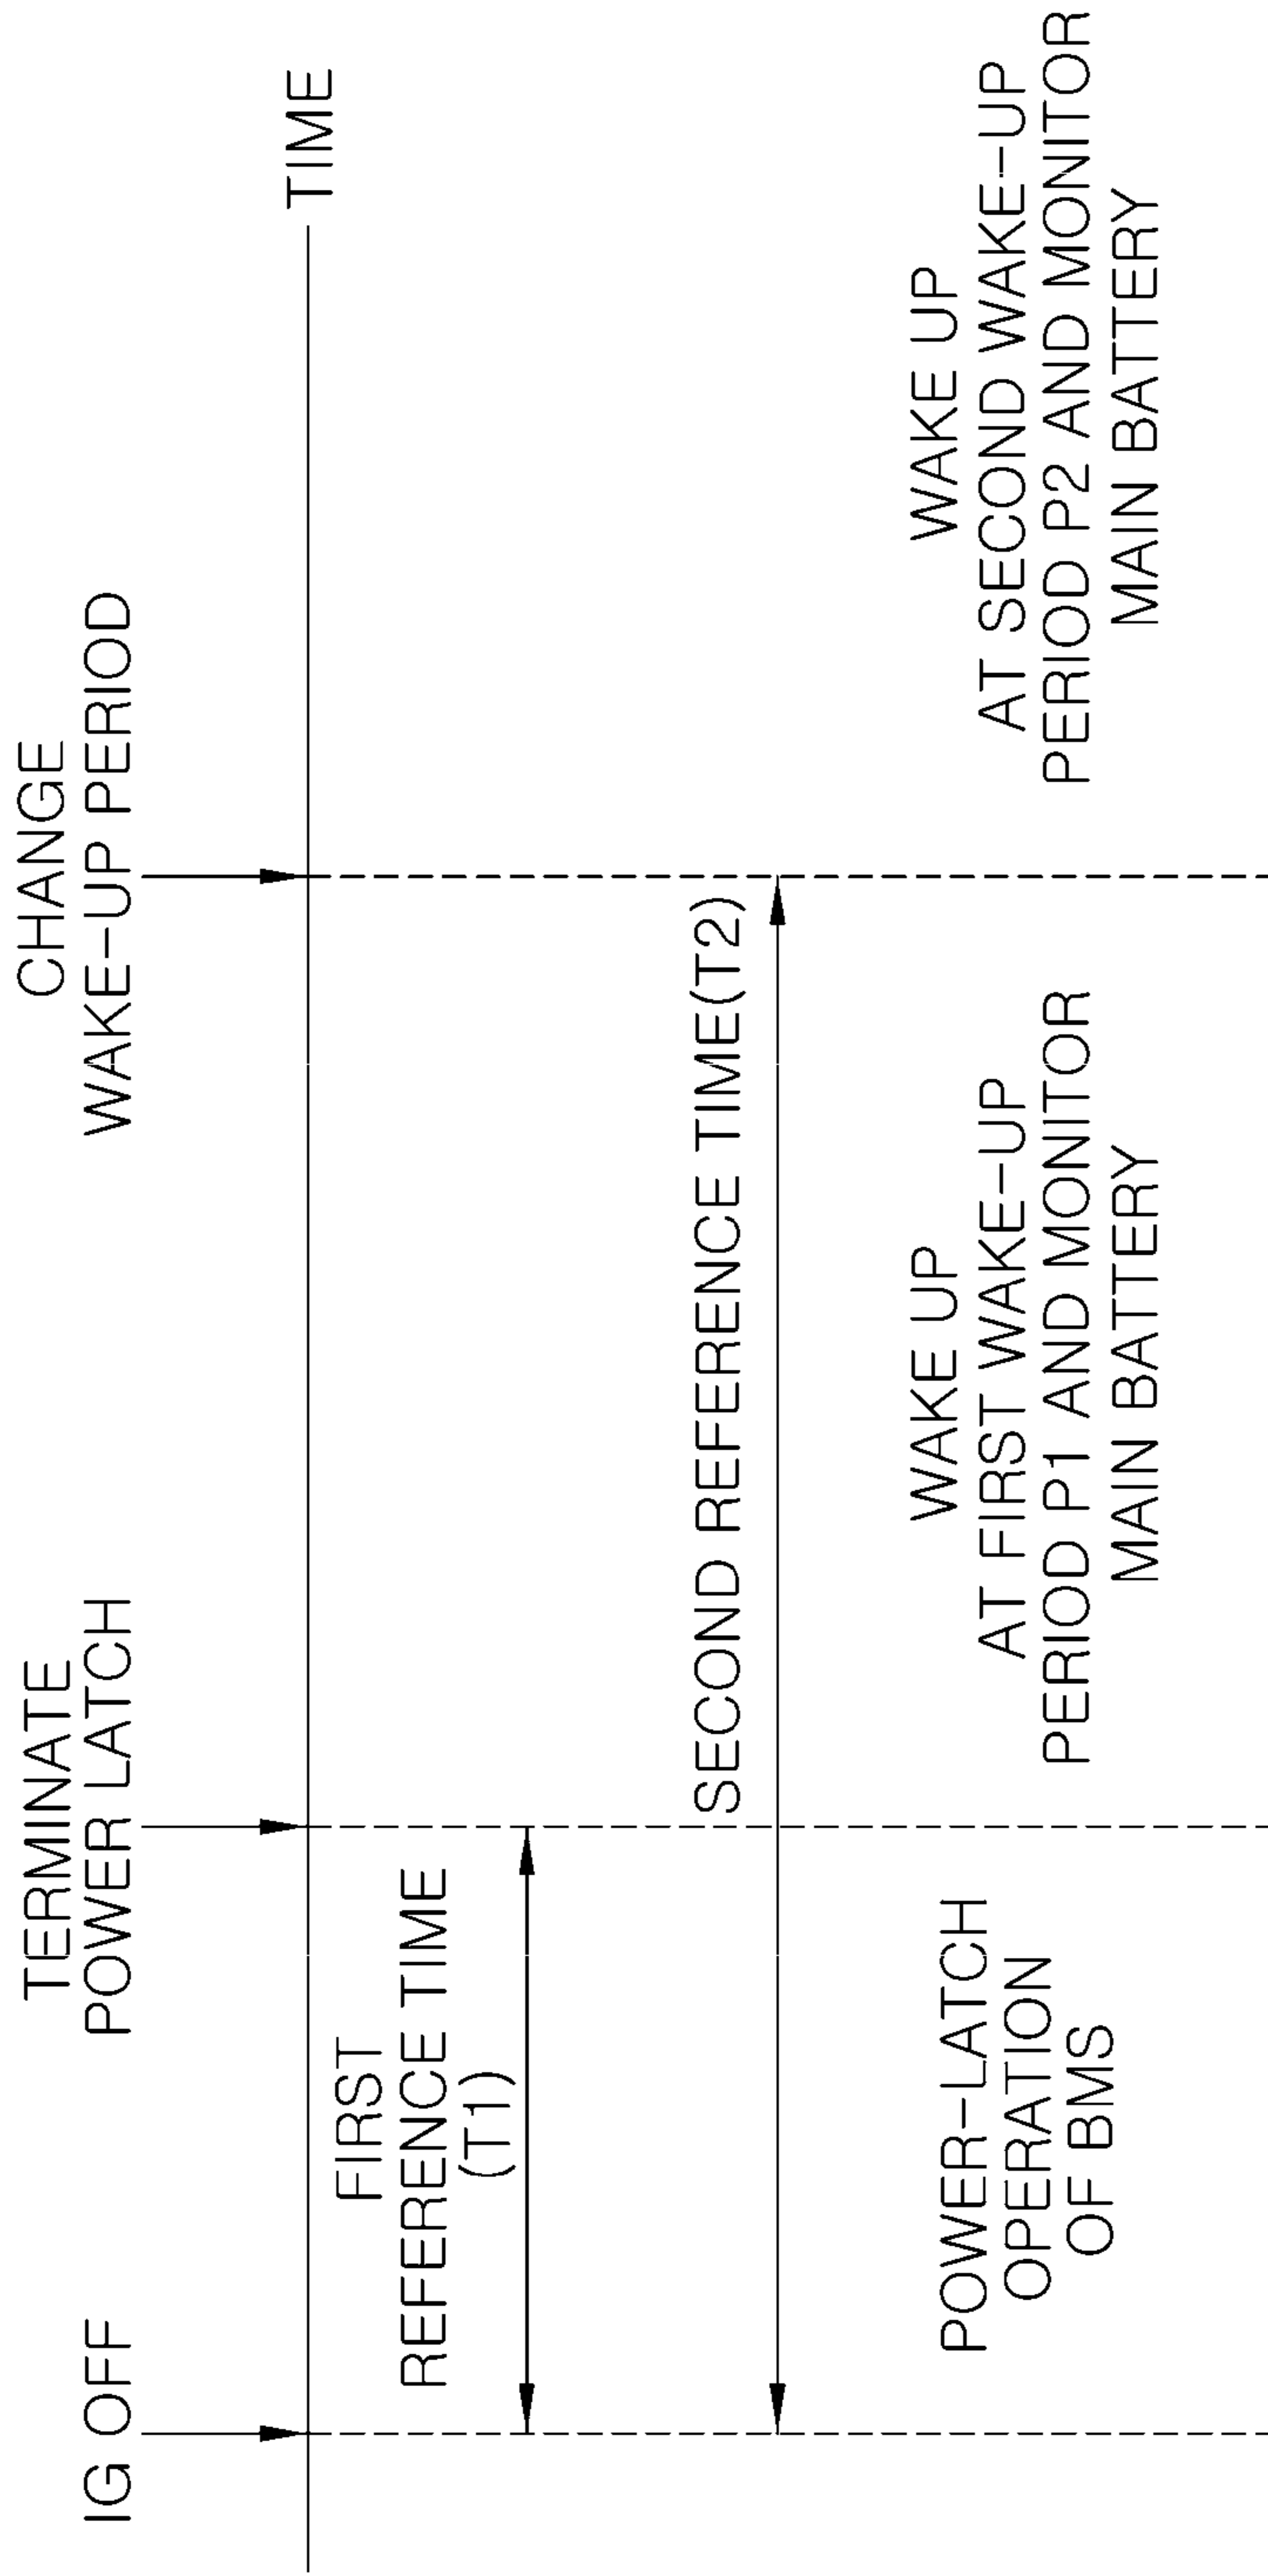 IG OFF
TERMINATE
POWER LATCH
CHANGE
WAKE-UP PERIOD
TIME
FIRST
REFERENCE TIME
(T1)
SECOND REFERENCE TIME(T2)
POWER-LATCH
OPERATION
OF BMS
WAKE UP
AT FIRST WAKE-UP
PERIOD P1 AND MONITOR
MAIN BATTERY
WAKE UP
AT SECOND WAKE-UP
PERIOD P2 AND MONITOR
MAIN BATTERY